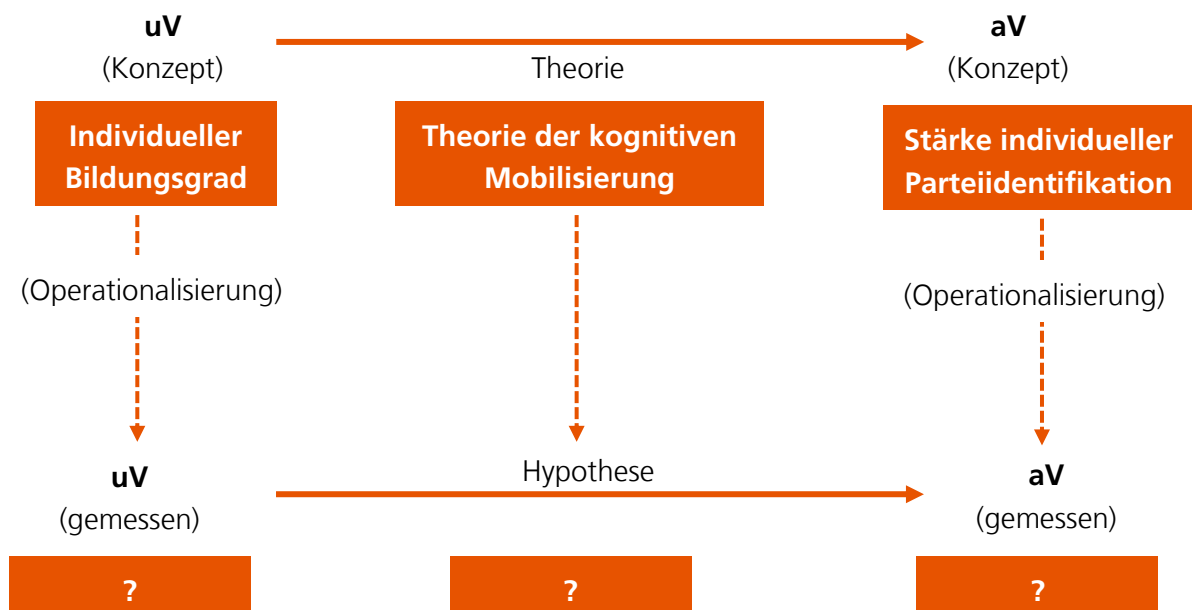 uV
aV
(Konzept)
Theorie
(Konzept)
Individueller
Bildungsgrad
Theorie der kognitiven
Mobilisierung
Stärke individueller
Parteiidentifikation
(Operationalisierung)
(Operationalisierung)
uV
Hypothese
aV
(gemessen)
(gemessen)
?
?
?